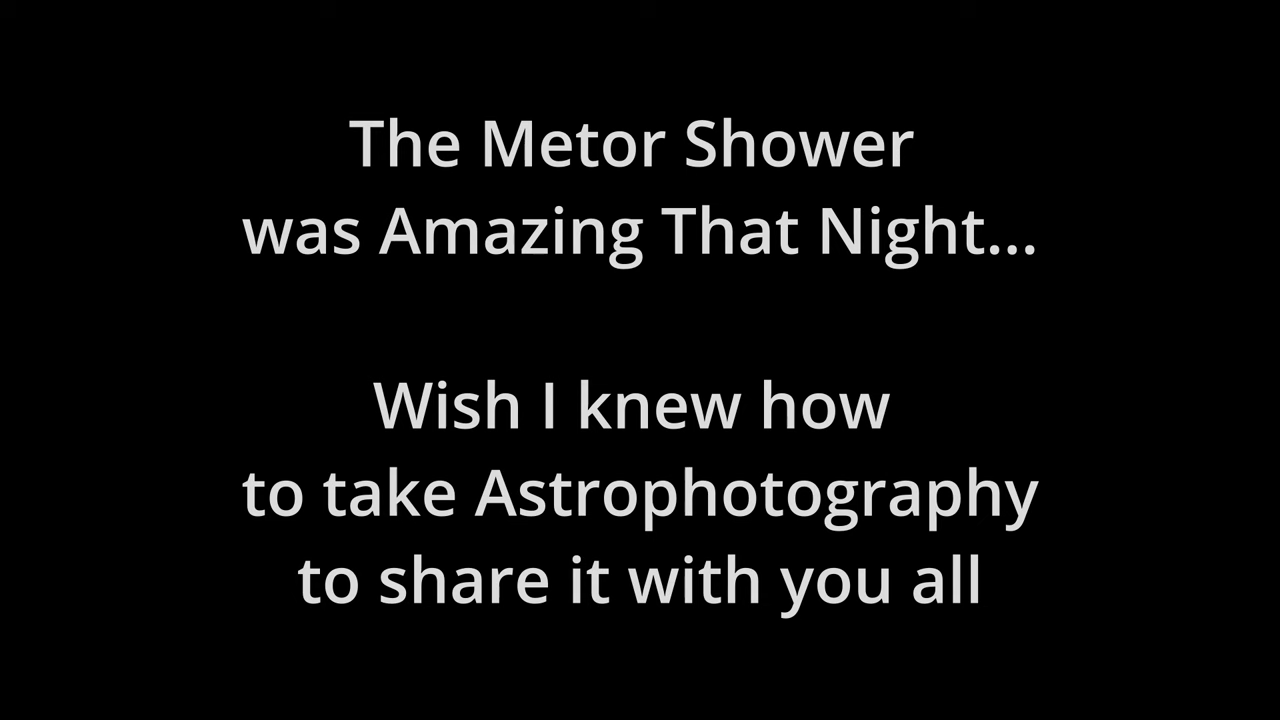 The Metor Shower
was Amazing That Night...
Wish I knew how
to take Astrophotography
to share it with you all